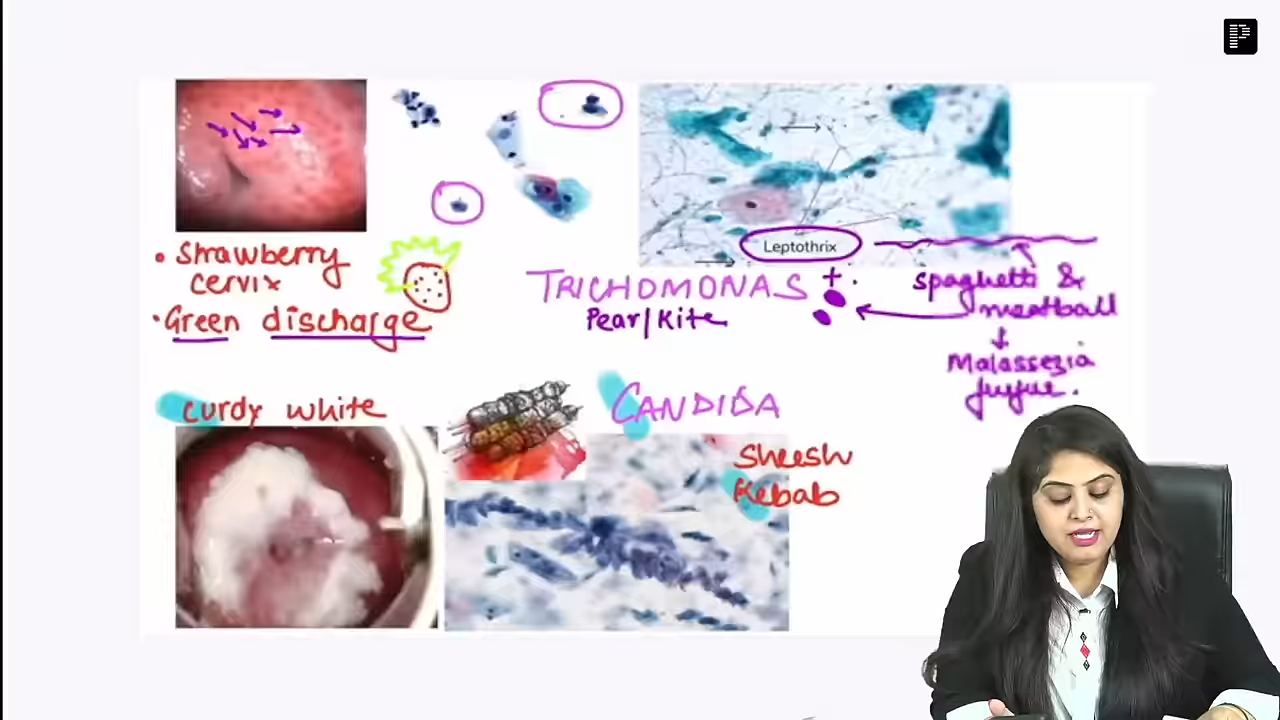 • Strawberry
cervix
• Green discharge
Leptothrix
TRICHOMONAS +
Pear/Kite
spaghetti &
meatball
Malassezia
furfur.
curdy white
CANDIDA
Sheesh
Kebab
P